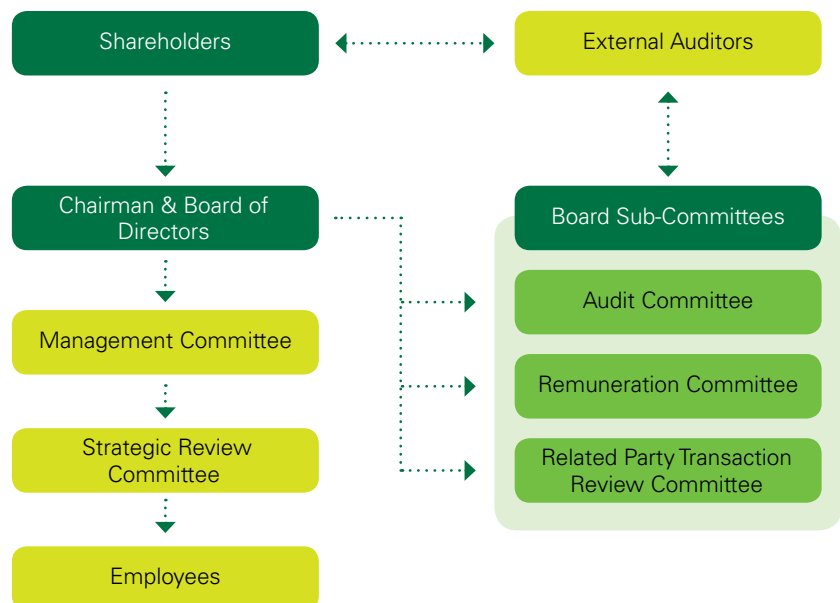 Shareholders
External Auditors
Chairman & Board of
Directors
Board Sub-Committees
Audit Committee
Management Committee
Remuneration Committee
Strategic Review
Committee
Related Party Transaction
Review Committee
Employees